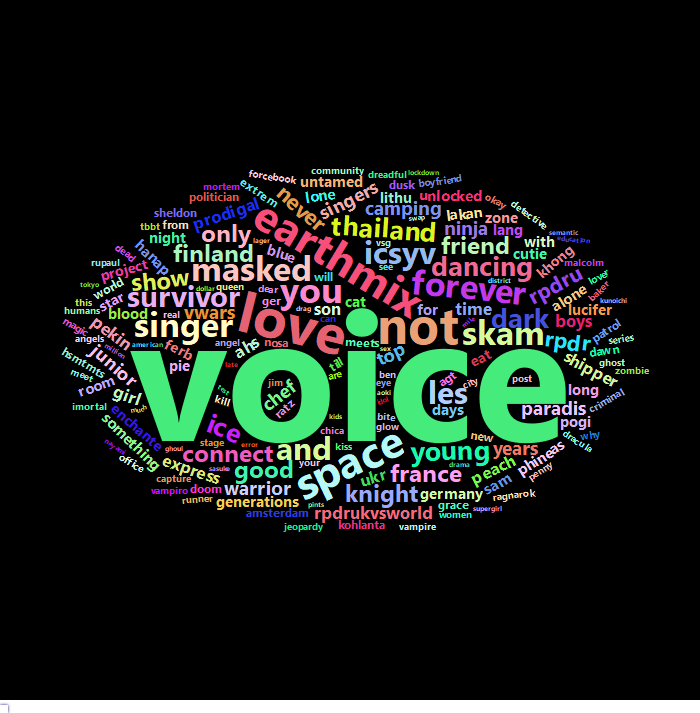 community
dreadful
lockdown
forcebook
untamed
dusk
boyfriend
mortem
extrem
lone
lithu
unlocked
okay
politician
never
singers
camping
swap
detective
sheldon
prodigal
earthmix
thailand
lakan
zone
tbbt
from
only
vsg
ninja
lang
semantic
night
hanap
lager
blue
icsyv
friend
with
dead
finland
see
cutie
khong
rupaul
project
masked
will
dancing
malcolm
world
show
dollar
queen
dear
you
cat
forever
district
rpdru
alone
lover
baker
tokyo
star
survivor
ger
son
for
time
kunoichi
humans
blood
real
vwars
drag
can
not
dark
lucifer
boys
magic
pekin
singer
love
mile
skam
patrol
angels
american
angel
meets
rpdr
dawn
series
junior
ferb
ahs
nosa
sex
top
shipper
ghost
meet
million
late
till
eat
zombie
hsmtmts
pie
voice
are
ben
agt
city
post
long
room
jim
chef
eye
les
criminal
girl
test
kill
ratz
aoki
days
paradis
imortal
much
bite
pogi
enchante
ice
kids
chica
glow
new
years
why
something
stage
error
and
kiss
young
dracula
office
ghoul
connect
your
space
drama
peach
phineas
express
sasuke
good
ukr
france
penny
capture
doom
warrior
knight
germany
sam
ragnarok
vampiro
runner
generations
pints
grace
supergirl
amsterdam
rpdrukvsworld
women
jeopardy
kohlanta
vampire
this